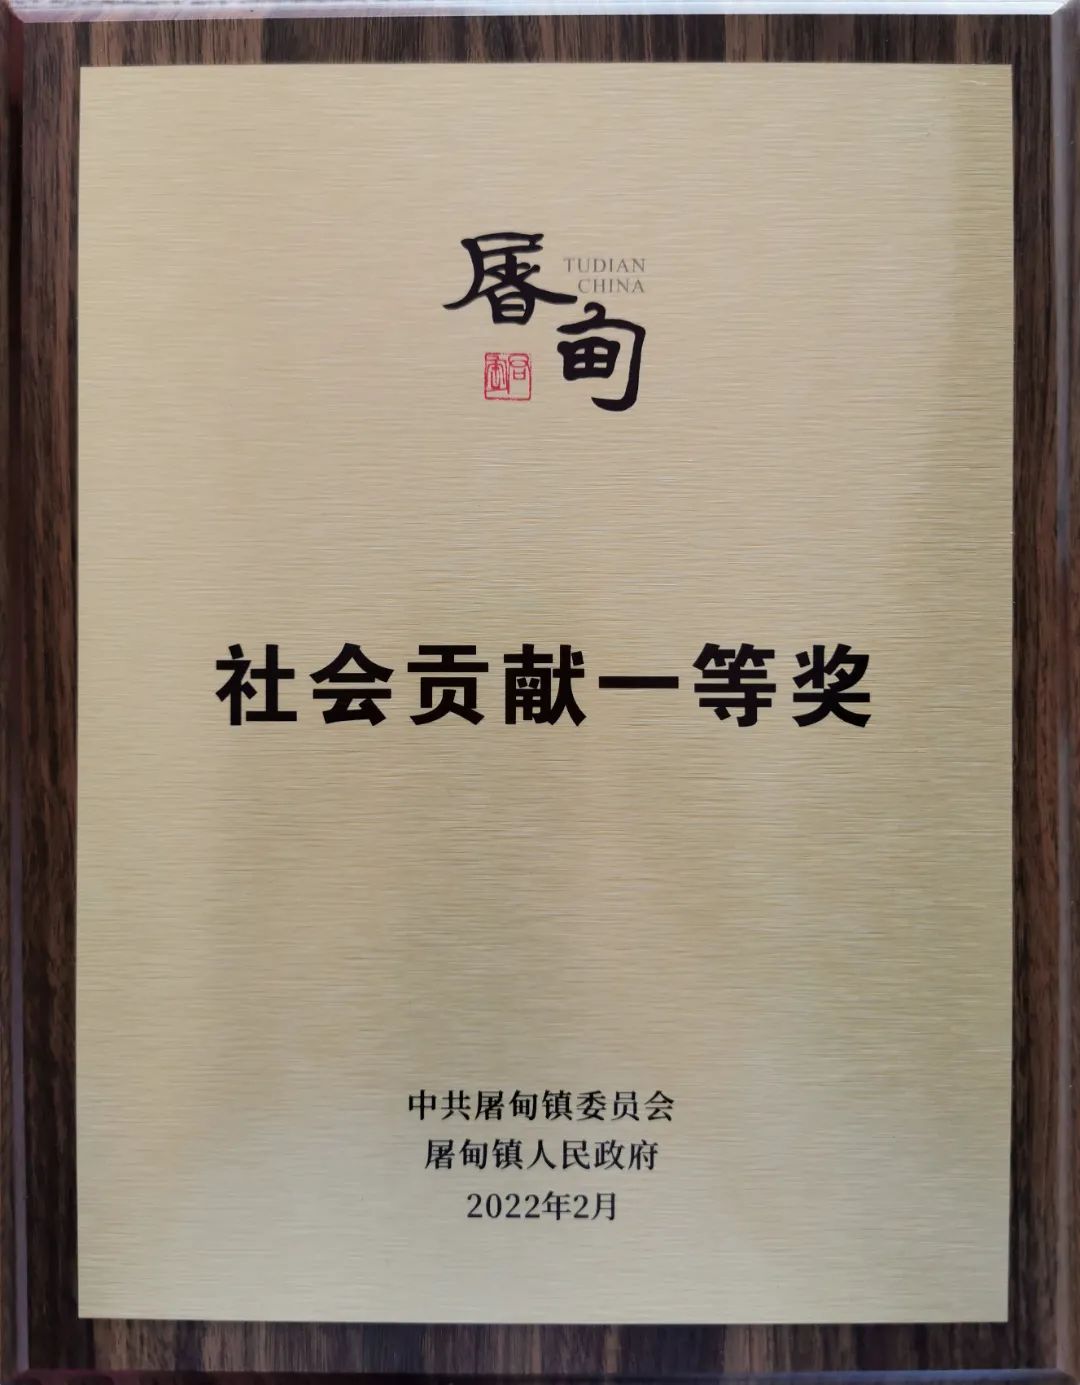 屠甸
TUDIAN
CHINA
社会贡献一等奖
中共屠甸镇委员会
屠甸镇人民政府
2022年2月